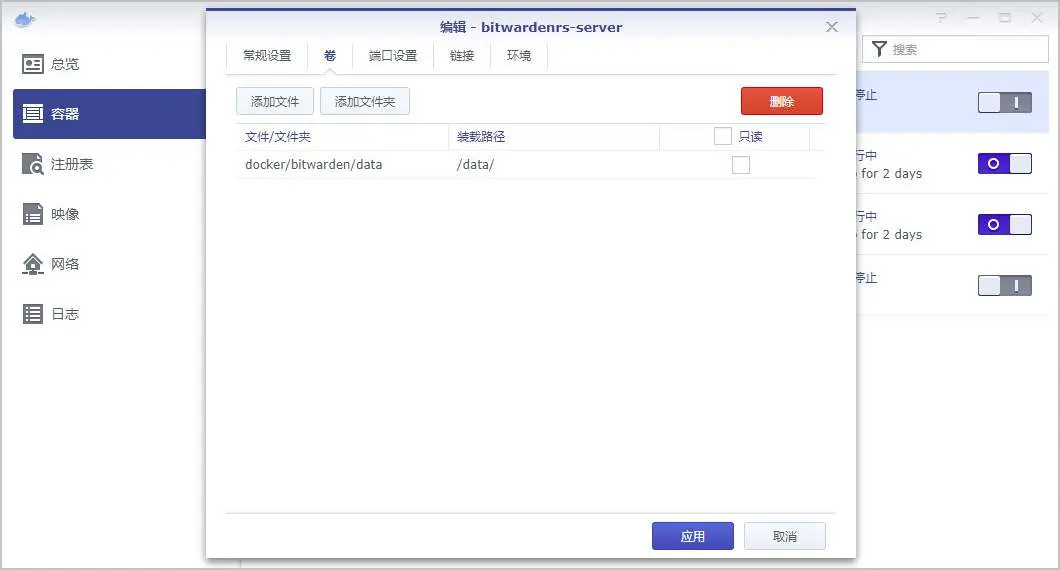 编辑 - bitwardenrs-server
总览
容器
注册表
映像
网络
日志
常规设置 卷 端口设置 链接 环境
添加文件 添加文件夹 删除
文件/文件夹 装载路径 只读
docker/bitwarden/data /data/
应用 取消
搜索
停止
行中
for 2 days
行中
for 2 days
停止